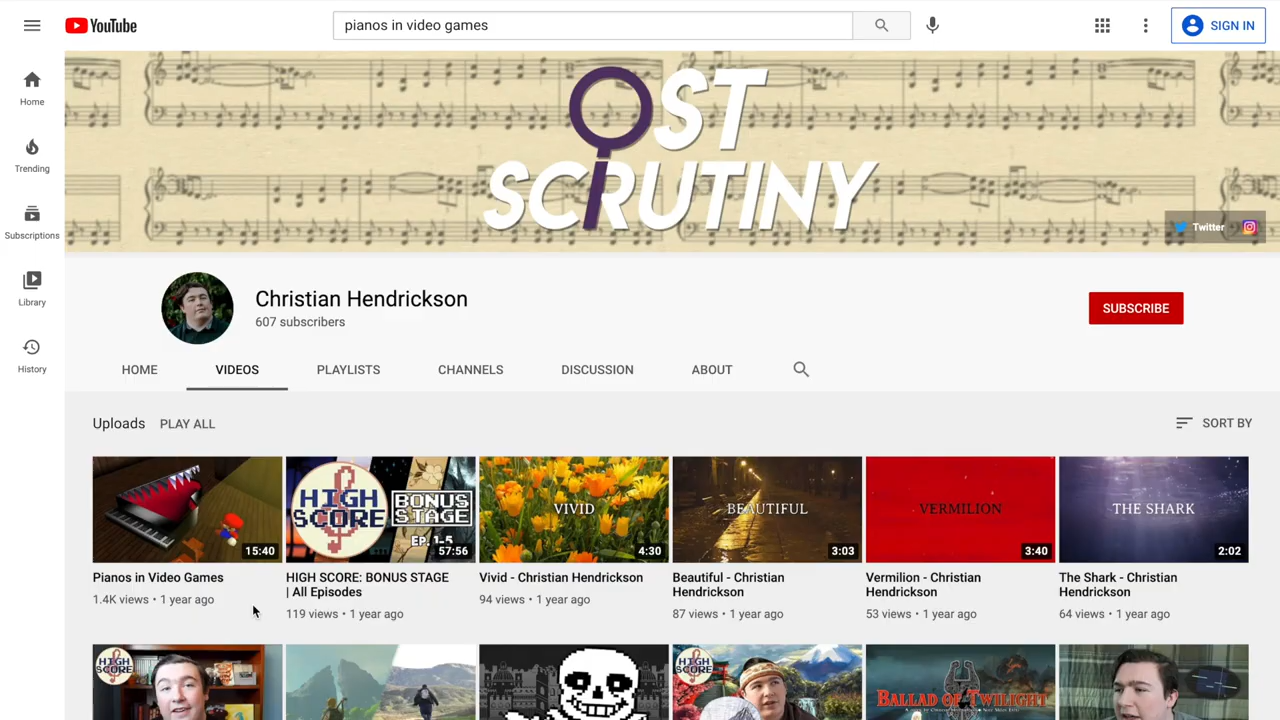 YouTube
pianos in video games
SIGN IN
Home
Trending
Subscriptions
Library
History
OST
SCRUTINY
Twitter
Christian Hendrickson
607 subscribers
SUBSCRIBE
HOME
VIDEOS
PLAYLISTS
CHANNELS
DISCUSSION
ABOUT
Uploads
PLAY ALL
SORT BY
15:40
HIGH
SCORE
BONUS
STAGE
EP. 1-5
57:56
VIVID
4:30
BEAUTIFUL
3:03
VERMILION
3:40
THE SHARK
2:02
Pianos in Video Games
1.4K views • 1 year ago
HIGH SCORE: BONUS STAGE
| All Episodes
119 views • 1 year ago
Vivid - Christian Hendrickson
94 views • 1 year ago
Beautiful - Christian
Hendrickson
87 views • 1 year ago
Vermilion - Christian
Hendrickson
53 views • 1 year ago
The Shark - Christian
Hendrickson
64 views • 1 year ago
HIGH
SCORE
HIGH
SCORE
BALLAD OF TWILIGHT